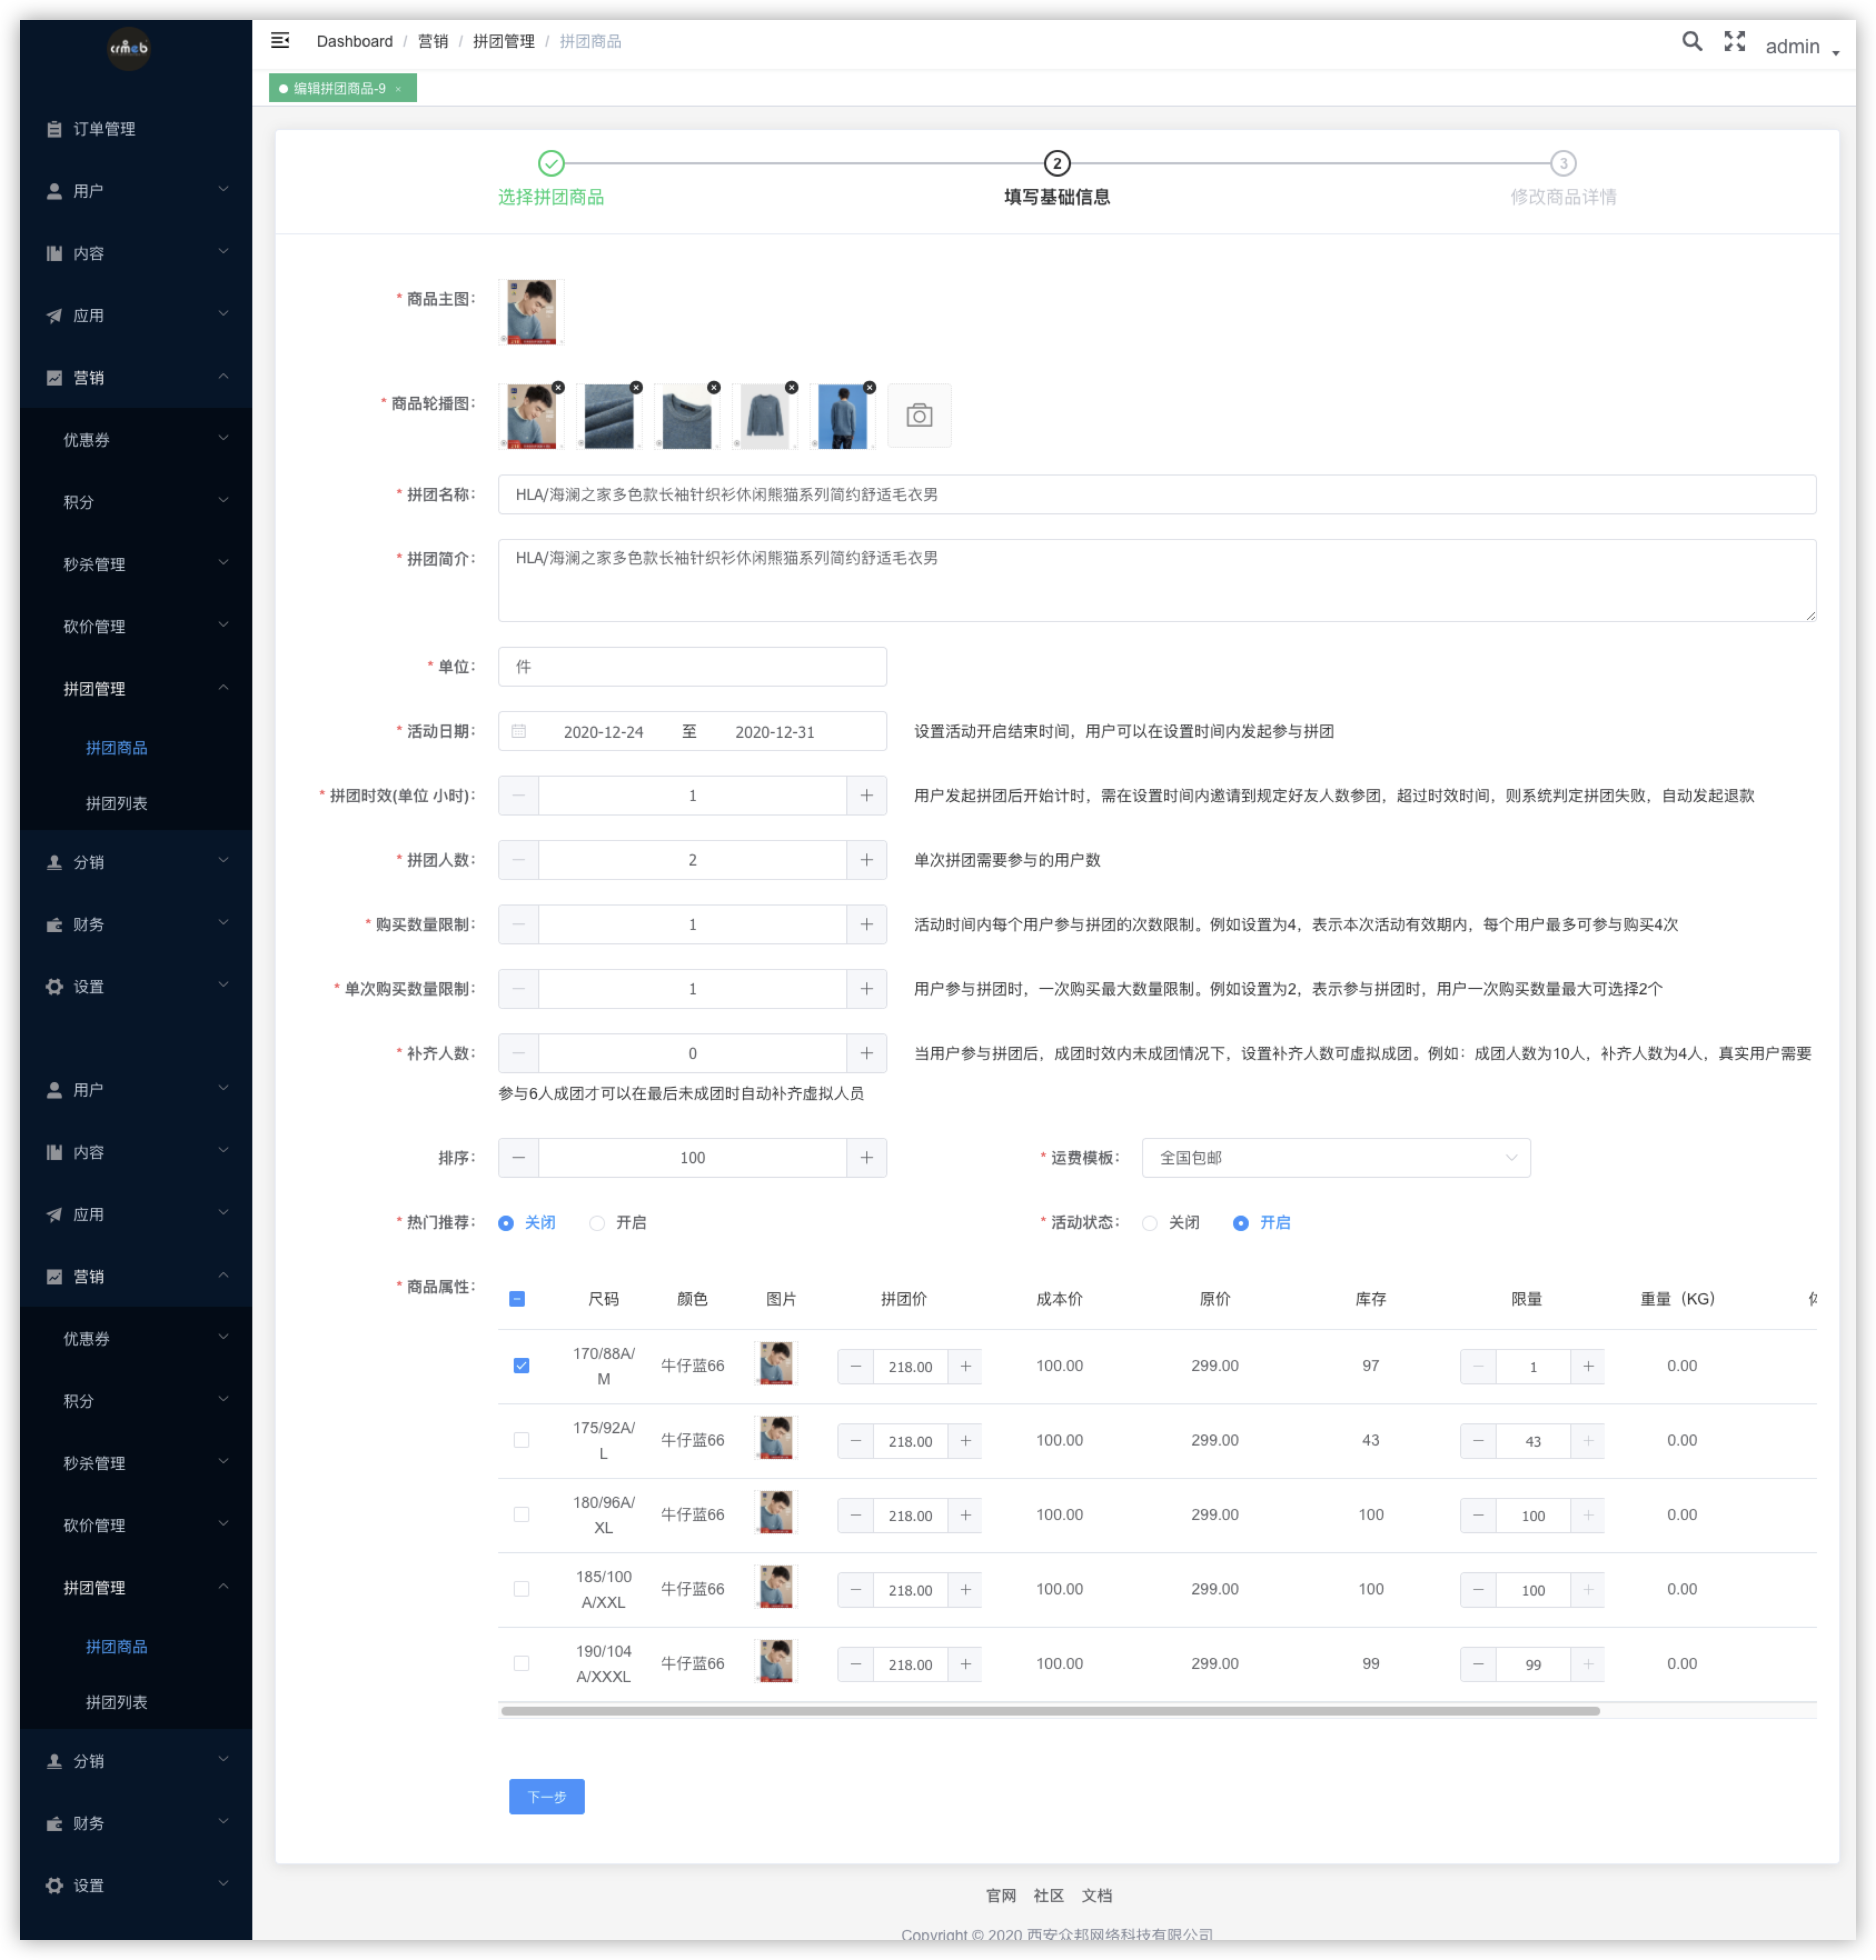 crmeb
订单管理
用户
内容
应用
营销
优惠券
积分
秒杀管理
砍价管理
拼团管理
拼团商品
拼团列表
分销
财务
设置
用户
内容
应用
营销
优惠券
积分
秒杀管理
砍价管理
拼团管理
拼团商品
拼团列表
分销
财务
设置
Dashboard / 营销 / 拼团管理 / 拼团商品
admin
编辑拼团商品-9 ×
2 3
选择拼团商品 填写基础信息 修改商品详情
* 商品主图：
* 商品轮播图：
* 拼团名称： HLA/海澜之家多色款长袖针织衫休闲熊猫系列简约舒适毛衣男
* 拼团简介： HLA/海澜之家多色款长袖针织衫休闲熊猫系列简约舒适毛衣男
* 单位： 件
* 活动日期： 2020-12-24 至 2020-12-31 设置活动开启结束时间，用户可以在设置时间内发起参与拼团
* 拼团时效(单位 小时)： 1 用户发起拼团后开始计时，需在设置时间内邀请到规定好友人数参团，超过时效时间，则系统判定拼团失败，自动发起退款
* 拼团人数： 2 单次拼团需要参与的用户数
* 购买数量限制： 1 活动时间内每个用户参与拼团的次数限制。例如设置为4，表示本次活动有效期内，每个用户最多可参与购买4次
* 单次购买数量限制： 1 用户参与拼团时，一次购买最大数量限制。例如设置为2，表示参与拼团时，用户一次购买数量最大可选择2个
* 补齐人数： 0 当用户参与拼团后，成团时效内未成团情况下，设置补齐人数可虚拟成团。例如：成团人数为10人，补齐人数为4人，真实用户需要
参与6人成团才可以在最后未成团时自动补齐虚拟人员
排序： 100 * 运费模板： 全国包邮
* 热门推荐： 关闭 开启 * 活动状态： 关闭 开启
* 商品属性：
尺码 颜色 图片 拼团价 成本价 原价 库存 限量 重量（KG）
170/88A/
M 牛仔蓝66 218.00 100.00 299.00 97 1 0.00
175/92A/
L 牛仔蓝66 218.00 100.00 299.00 43 43 0.00
180/96A/
XL 牛仔蓝66 218.00 100.00 299.00 100 100 0.00
185/100
A/XXL 牛仔蓝66 218.00 100.00 299.00 100 100 0.00
190/104
A/XXXL 牛仔蓝66 218.00 100.00 299.00 99 99 0.00
下一步
官网 社区 文档
Copyright © 2020 西安众邦网络科技有限公司